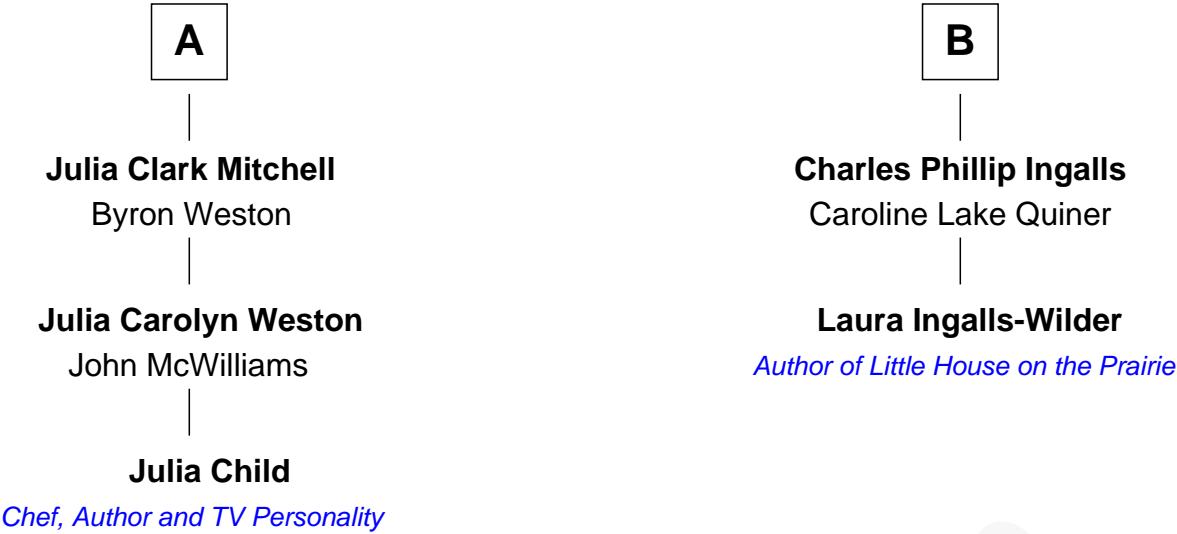 A
Julia Clark Mitchell
Byron Weston
Julia Carolyn Weston
John McWilliams
Julia Child
Chef, Author and TV Personality
B
Charles Phillip Ingalls
Caroline Lake Quiner
Laura Ingalls-Wilder
Author of Little House on the Prairie